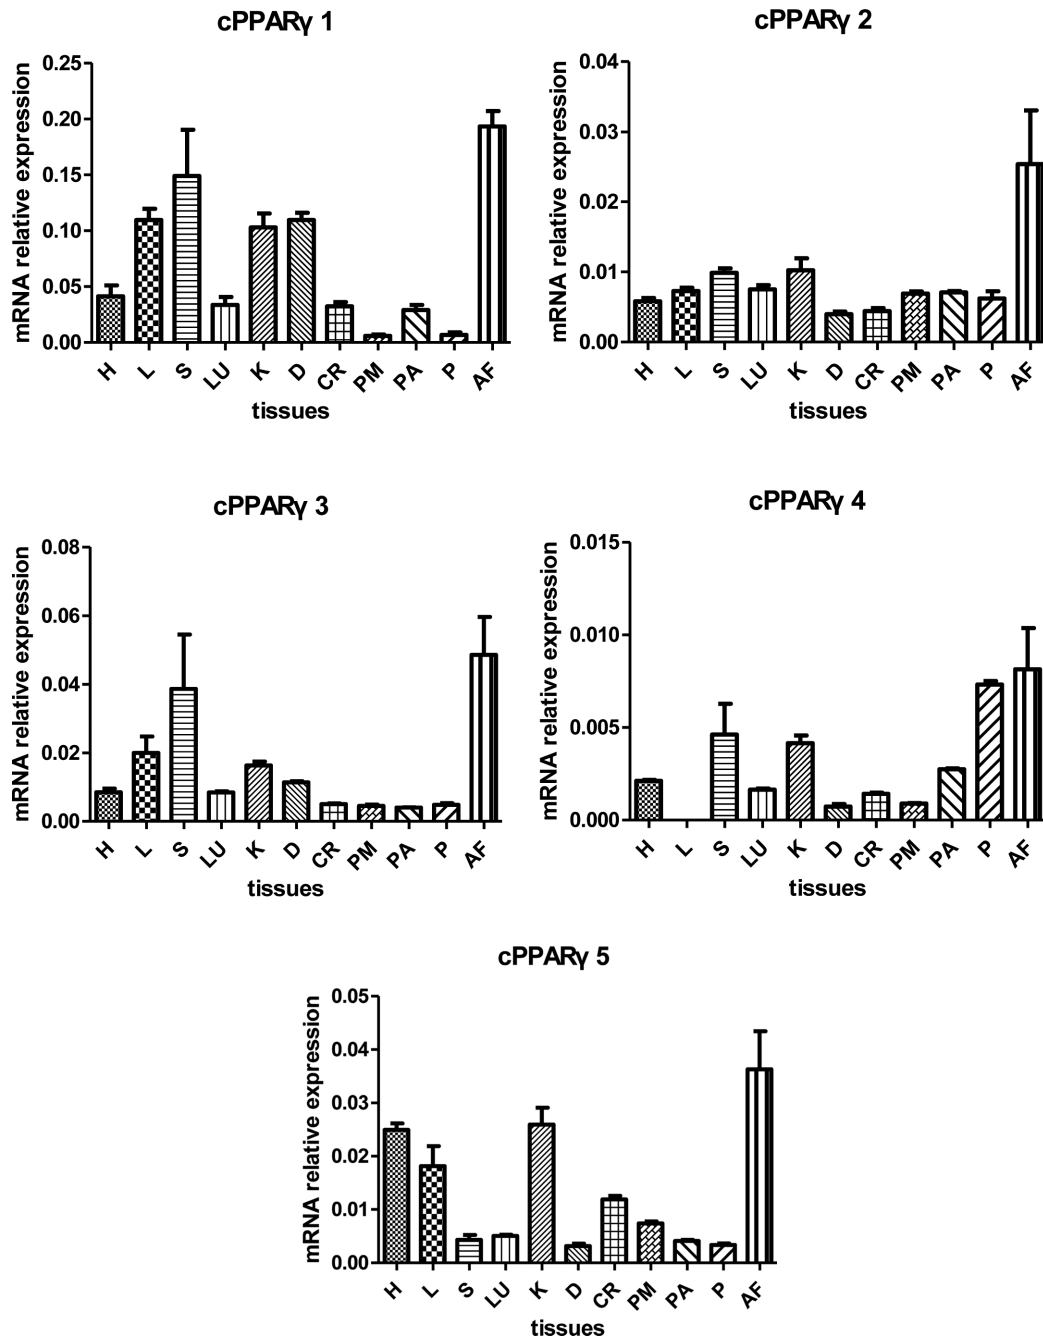 cPPARγ 1
mRNA relative expression
0.25
0.20
0.15
0.10
0.05
0.00
H L S LU K D CR PM PA P AF
tissues
cPPARγ 2
mRNA relative expression
0.04
0.03
0.02
0.01
0.00
H L S LU K D CR PM PA P AF
tissues
cPPARγ 3
mRNA relative expression
0.08
0.06
0.04
0.02
0.00
H L S LU K D CR PM PA P AF
tissues
cPPARγ 4
mRNA relative expression
0.015
0.010
0.005
0.000
H L S LU K D CR PM PA P AF
tissues
cPPARγ 5
mRNA relative expression
0.05
0.04
0.03
0.02
0.01
0.00
H L S LU K D CR PM PA P AF
tissues